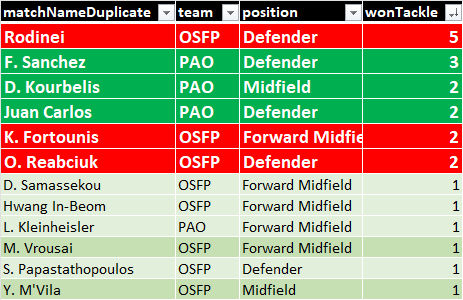 matchNameDuplicate team position wonTackle
Rodinei OSFP Defender 5
F. Sanchez PAO Defender 3
D. Kourbelis PAO Midfield 2
Juan Carlos PAO Defender 2
K. Fortounis OSFP Forward Midfie 2
O. Reabciuk OSFP Defender 2
D. Samassekou OSFP Forward Midfield 1
Hwang In-Beom OSFP Forward Midfield 1
L. Kleinheisler PAO Forward Midfield 1
M. Vrousai OSFP Forward Midfield 1
S. Papastathopoulos OSFP Defender 1
Y. M'Vila OSFP Midfield 1